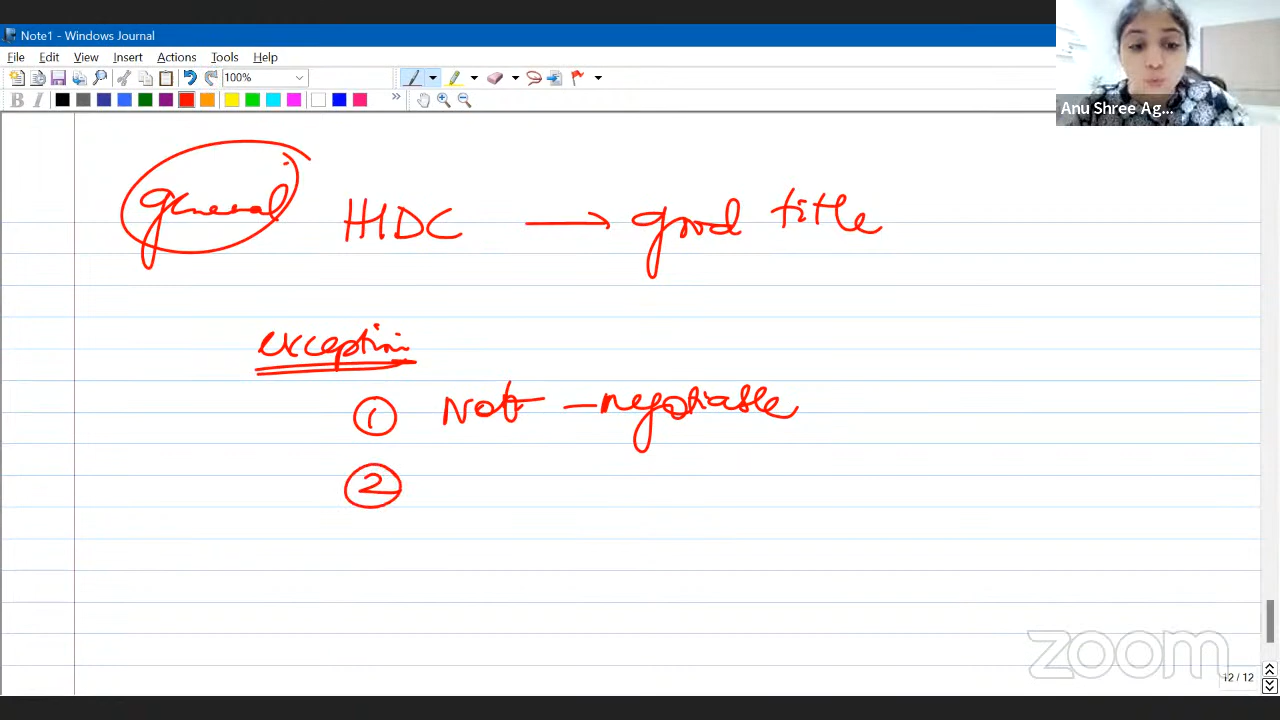 Note1 - Windows Journal
File Edit View Insert Actions Tools Help
100%
B I
Anu Shree Ag...
general HDC → good title
exception
① Not - negotiable
②
zoom
12 / 12